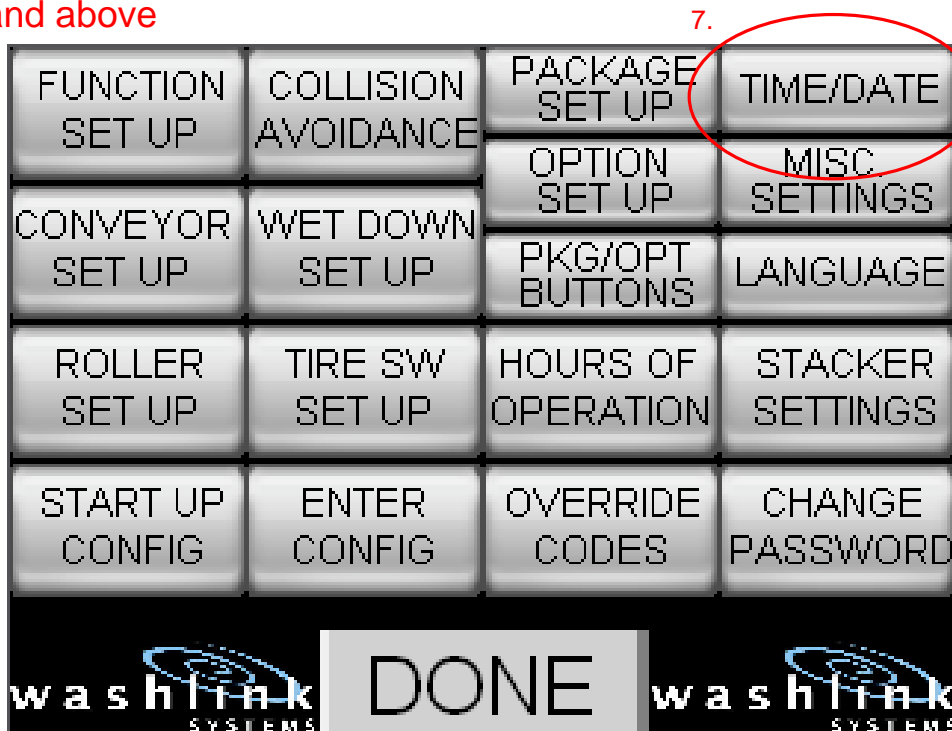 and above
7.
FUNCTION
SET UP
COLLISION
AVOIDANCE
PACKAGE
SET UP
TIME/DATE
OPTION
SET UP
MISC.
SETTINGS
CONVEYOR
SET UP
WET DOWN
SET UP
PKG/OPT
BUTTONS
LANGUAGE
ROLLER
SET UP
TIRE SW
SET UP
HOURS OF
OPERATION
STACKER
SETTINGS
START UP
CONFIG
ENTER
CONFIG
OVERRIDE
CODES
CHANGE
PASSWORD
washlink
SYSTEMS
DONE
washlink
SYSTEMS